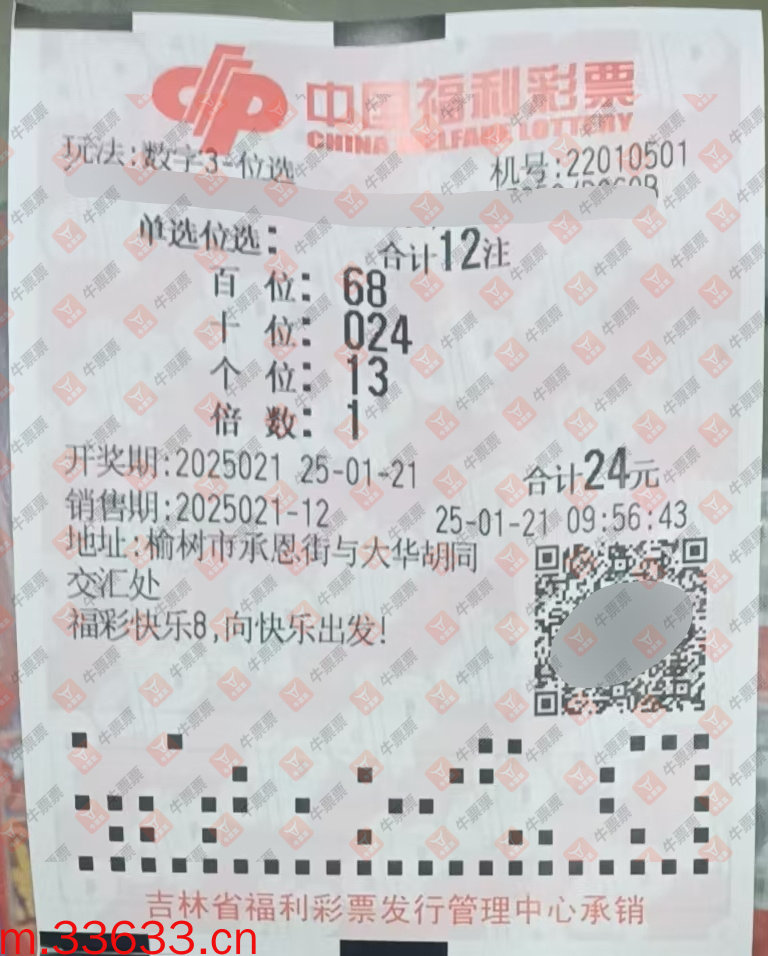 中国福利彩票
CHINA WELFARE LOTTERY
玩法:数字3-位选
机号:22010501
单选位选: 合计12注
百 位: 68
十 位: 024
个 位: 13
倍 数: 1
开奖期:2025021 25-01-21 合计24元
销售期:2025021-12 25-01-21 09:56:43
地址:榆树市承恩街与大华胡同
交汇处
福彩快乐8,向快乐出发!
吉林省福利彩票发行管理中心承销
m.33633.cn
牛票票